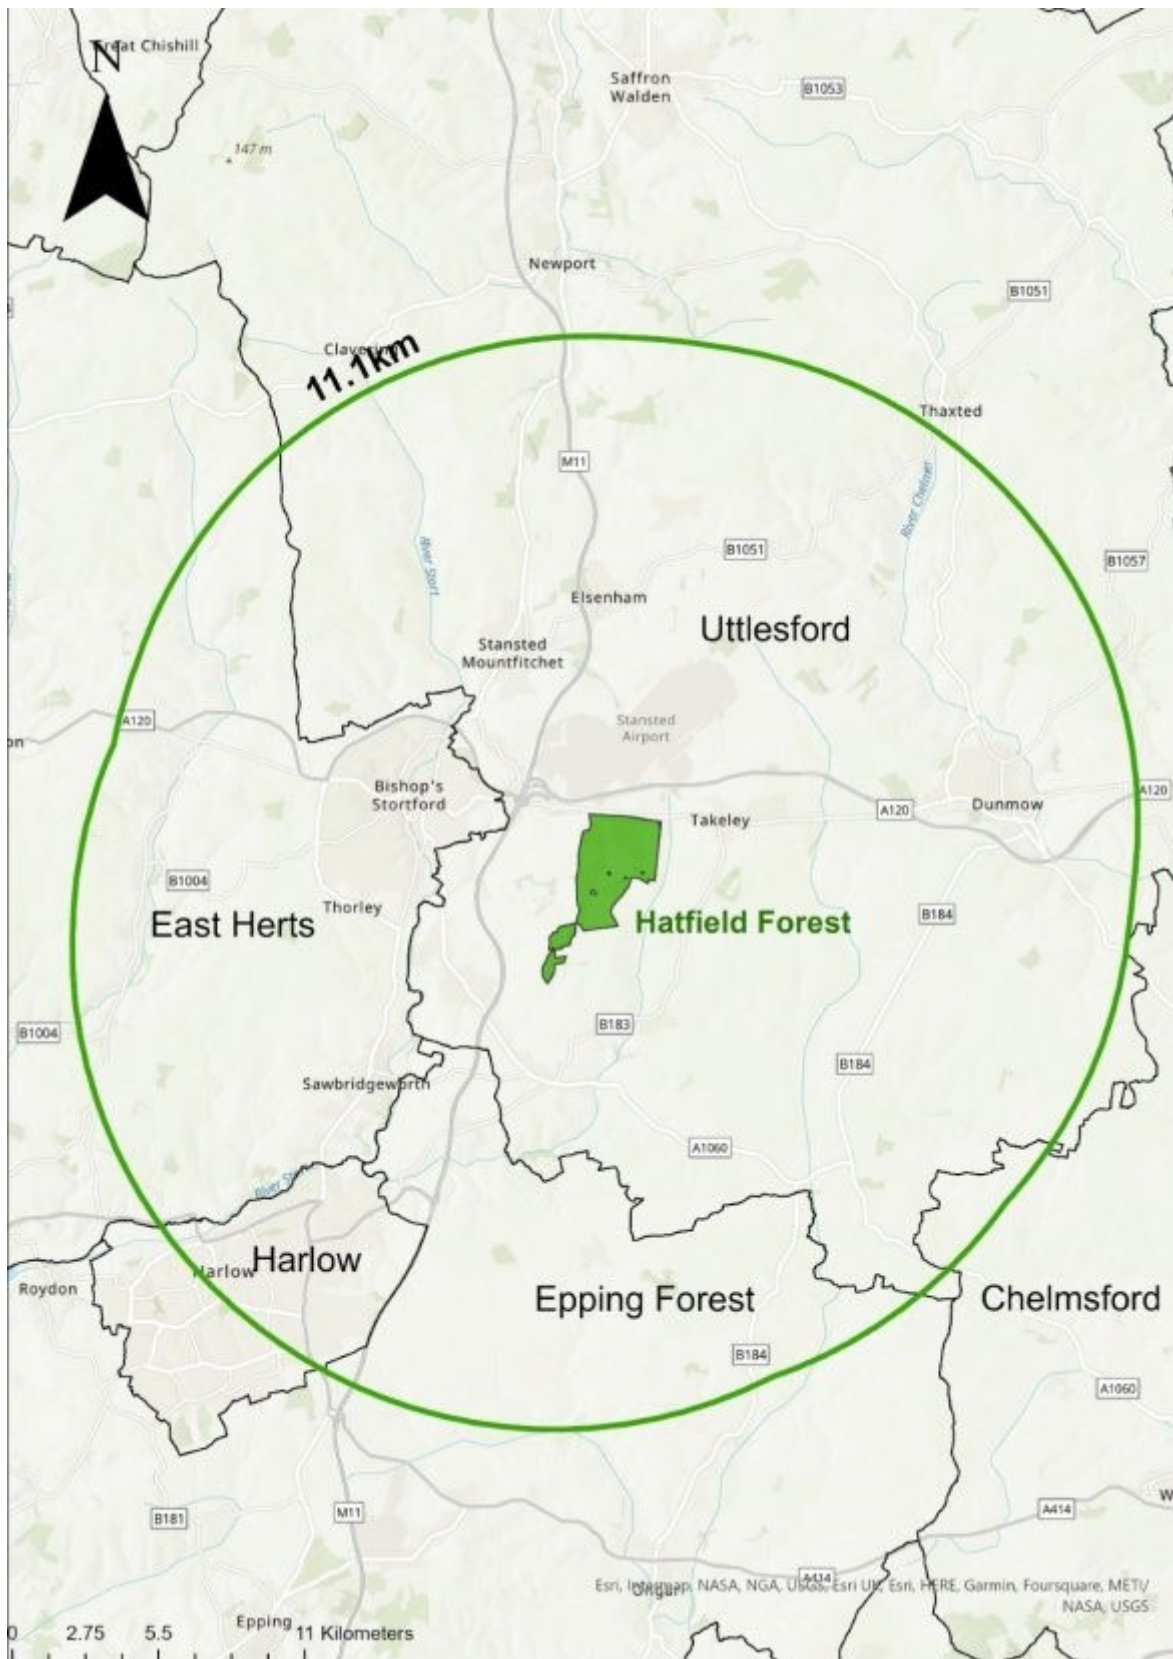 Great Chishill
N
Saffron
Walden
B1053
147 m
Newport
B1051
Clavering
11.1km
Thaxted
M11
River Chelmer
River Stort
B1051
B1057
Elsenham
Uttlesford
Stansted
Mountfitchet
A120
Stansted
Airport
on
Bishop's
Stortford
A120
Dunmow
A120
Takeley
B1004
East Herts
Thorley
Hatfield Forest
B184
B1004
B183
B184
Sawbridgeworth
A1060
River Stort
Harlow
Harlow
Roydon
Epping Forest
Chelmsford
B184
A1060
B181
M11
A414
W
A414
Esri, Intermap, NASA, NGA, USGS, Esri UK, Esri, HERE, Garmin, Foursquare, METI/
NASA, USGS
Ongar
Epping
0 2.75 5.5 11 Kilometers